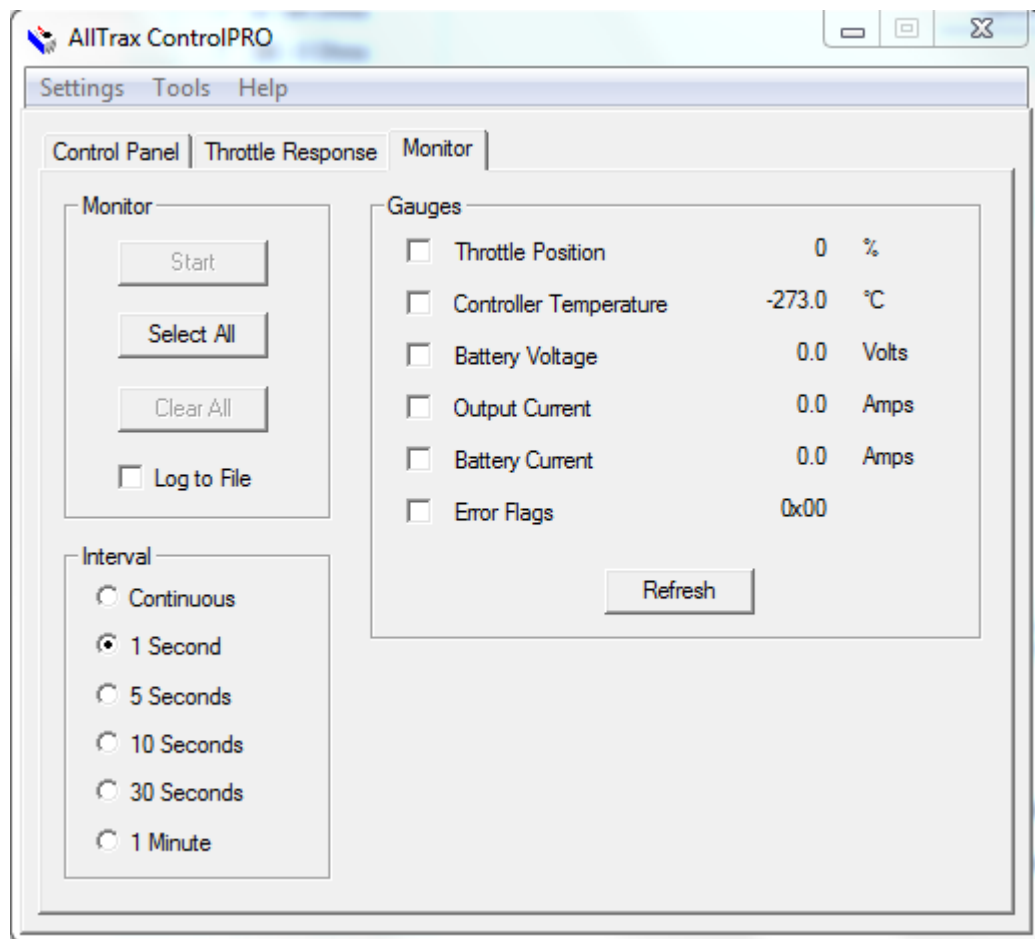 AllTrax ControlPRO
Settings Tools Help
Control Panel Throttle Response Monitor
Monitor
Start
Select All
Clear All
Log to File
Interval
Continuous
1 Second
5 Seconds
10 Seconds
30 Seconds
1 Minute
Gauges
Throttle Position 0 %
Controller Temperature -273.0 °C
Battery Voltage 0.0 Volts
Output Current 0.0 Amps
Battery Current 0.0 Amps
Error Flags 0x00
Refresh